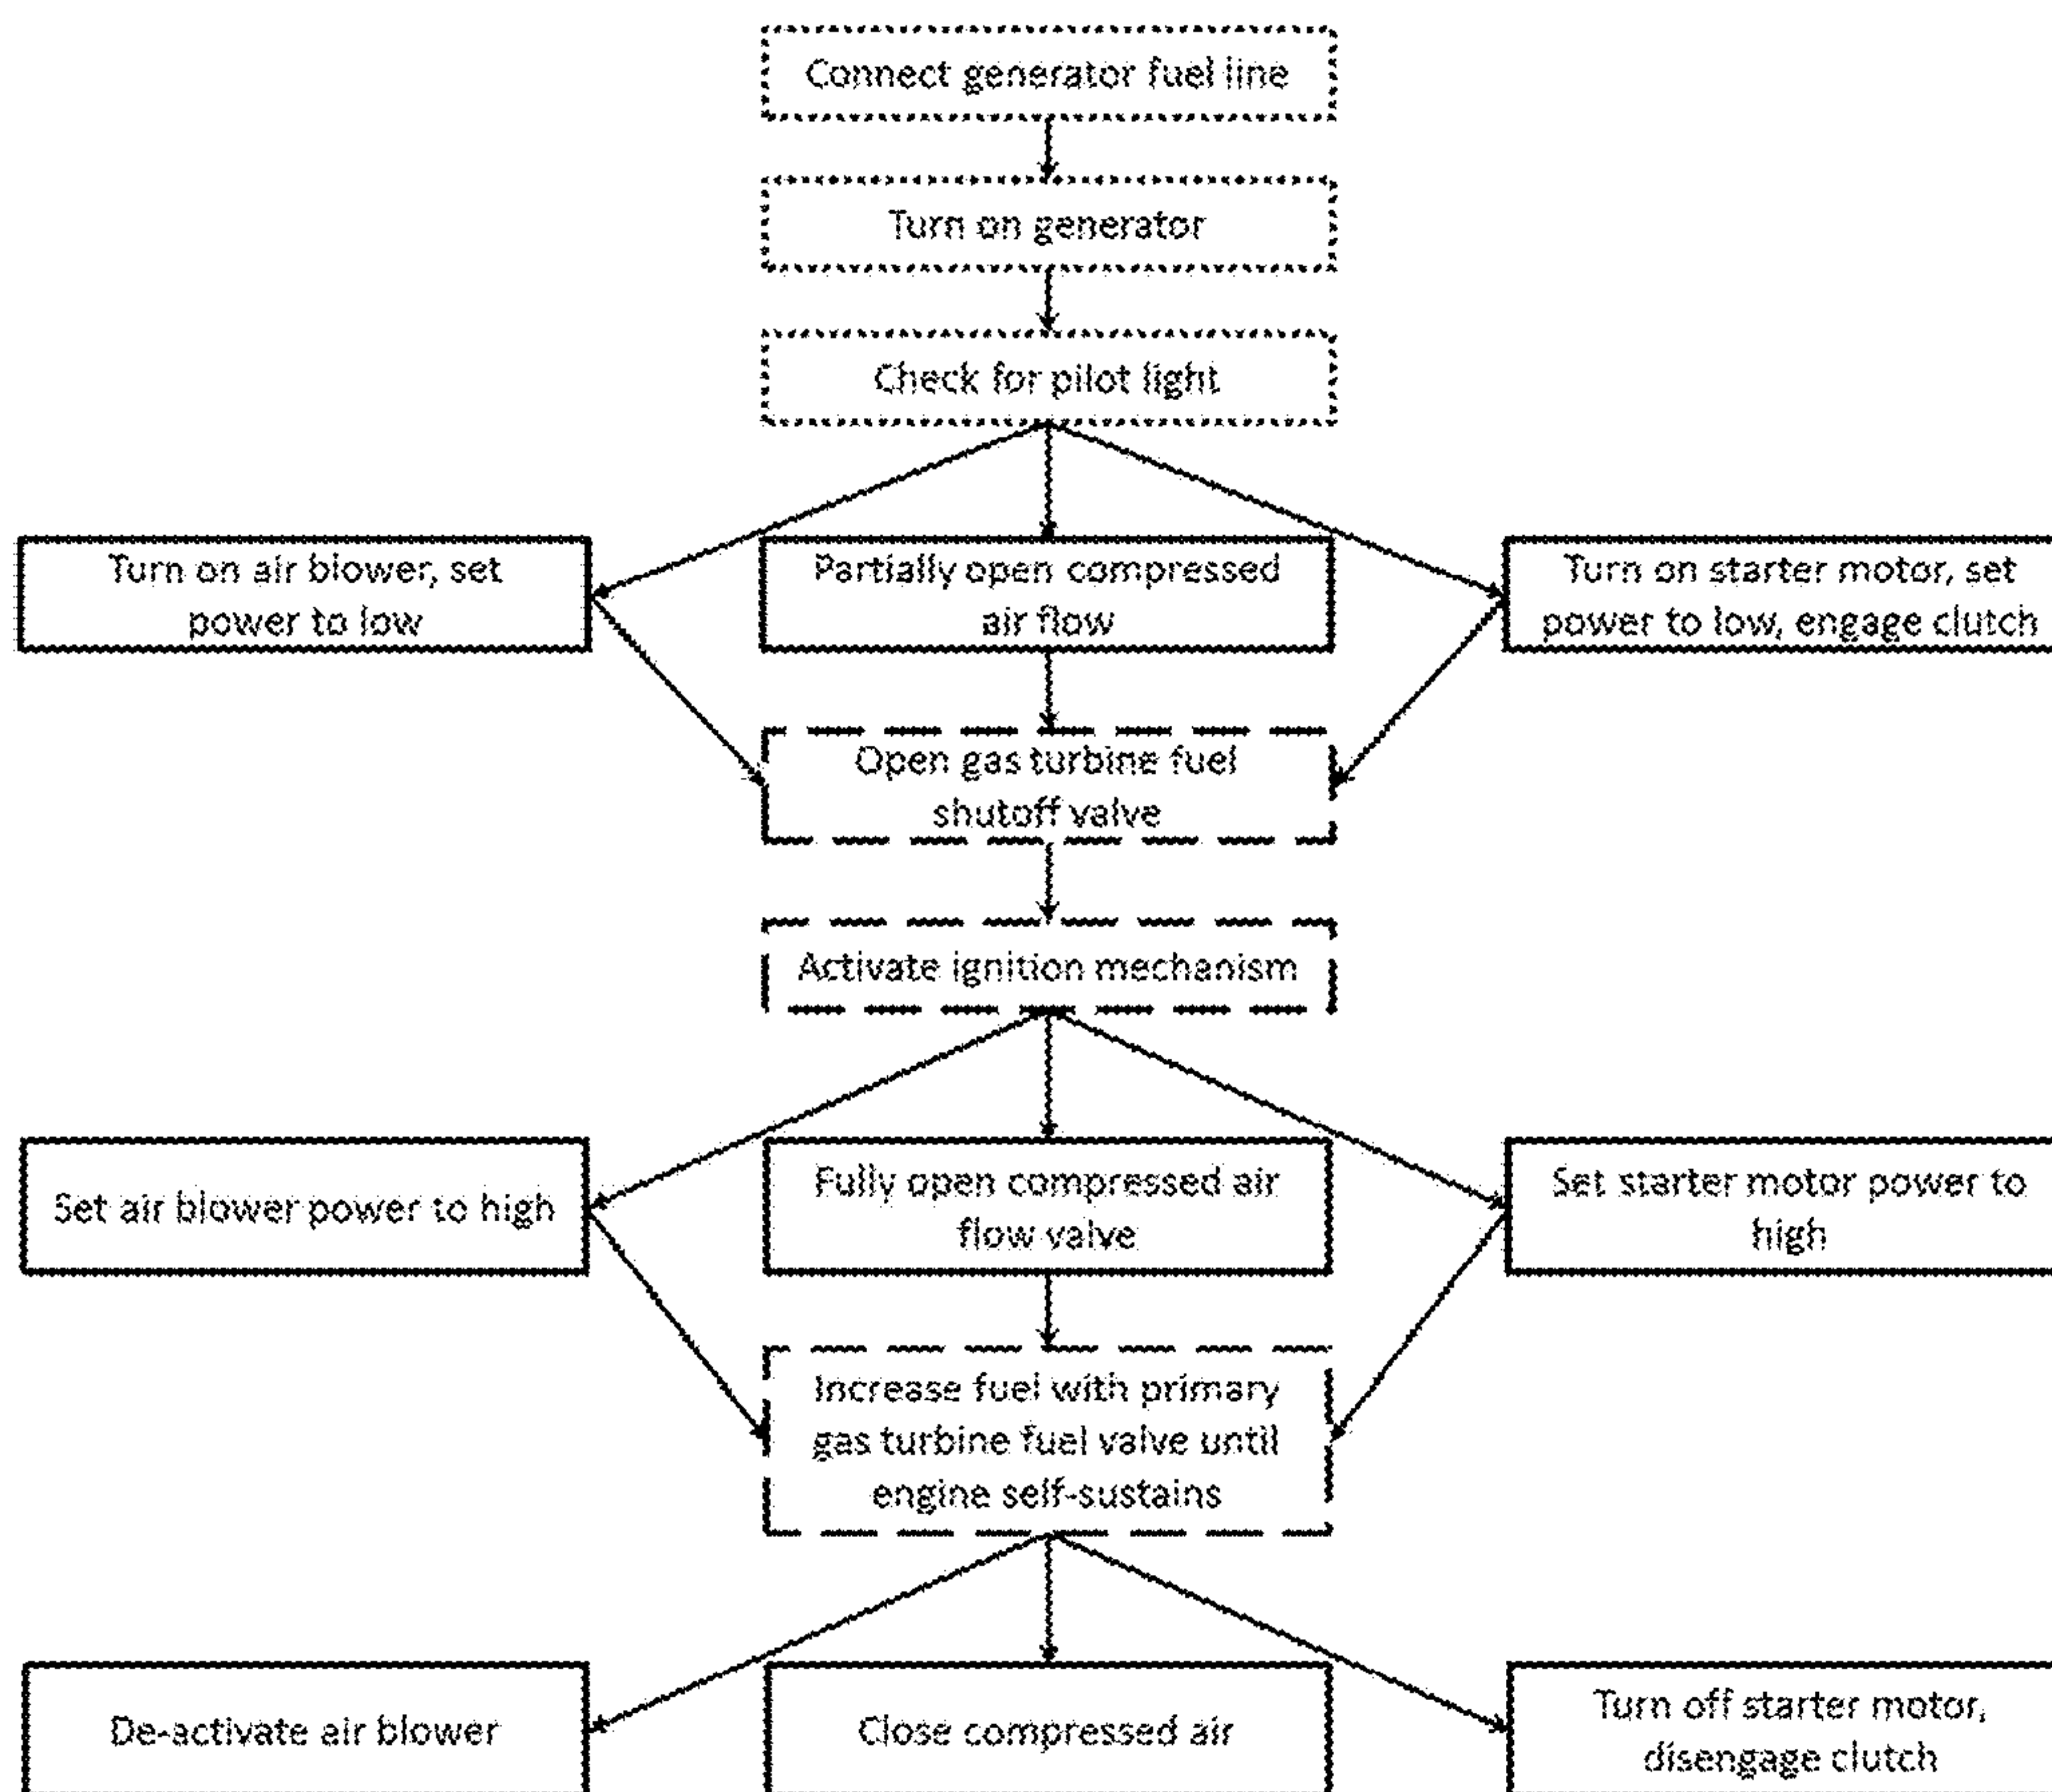 Connect generator fuel line
Turn on generator
Check for pilot light
Turn on air blower, set
power to low
Partially open compressed
air flow
Turn on starter motor, set
power to low, engage clutch
Open gas turbine fuel
shutoff valve
Activate ignition mechanism
Set air blower power to high
Fully open compressed air
flow valve
Set starter motor power to
high
Increase fuel with primary
gas turbine fuel valve until
engine self-sustains
De-activate air blower
Close compressed air
Turn off starter motor,
disengage clutch